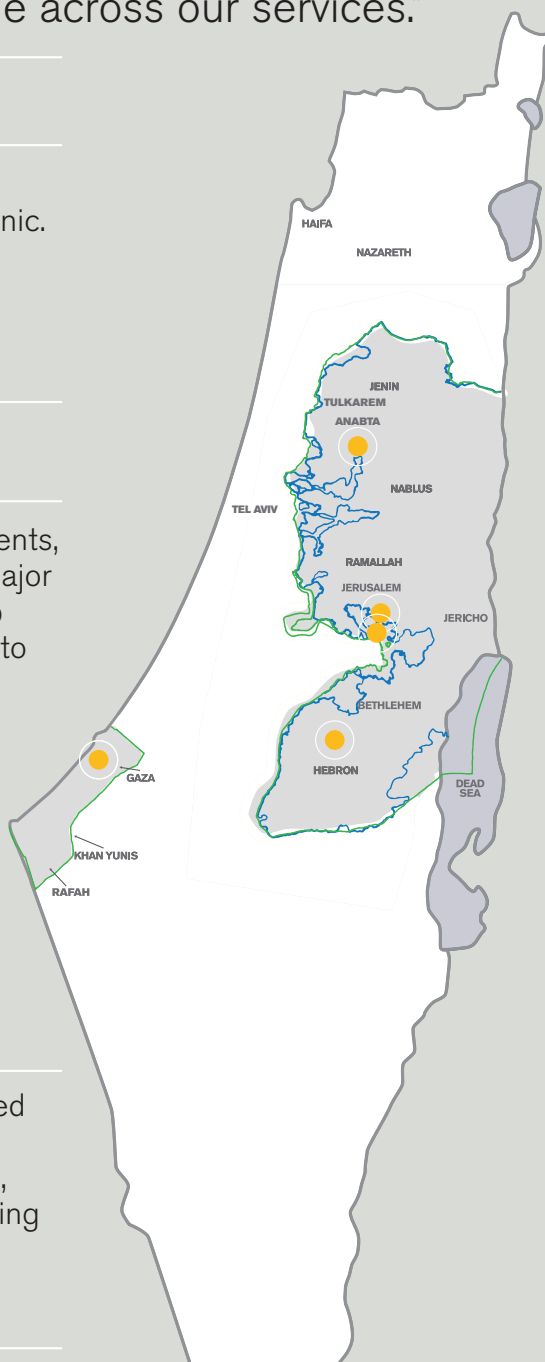 e across our services.”
nic.
ents,
ajor
to
ed
,
ing
HAIFA
NAZARETH
JENIN
TULKAREM
ANABTA
NABLUS
TEL AVIV
RAMALLAH
JERUSALEM
JERICHO
BETHLEHEM
HEBRON
DEAD
SEA
GAZA
KHAN YUNIS
RAFAH